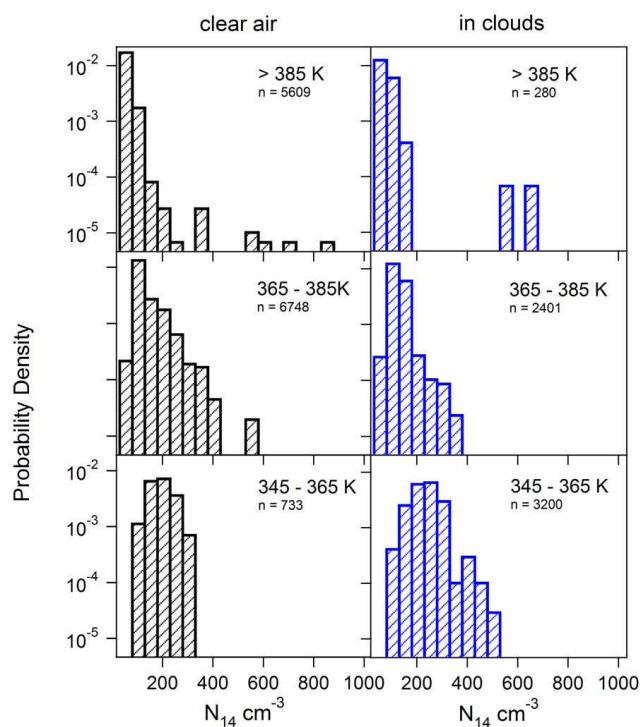 clear air
in clouds
10⁻²
10⁻³
10⁻⁴
10⁻⁵
> 385 K
n = 5609
> 385 K
n = 280
Probability Density
365 - 385K
n = 6748
365 - 385 K
n = 2401
10⁻²
10⁻³
10⁻⁴
10⁻⁵
345 - 365 K
n = 733
345 - 365 K
n = 3200
200 400 600 800 1000
200 400 600 800 1000
N₁₄ cm⁻³
N₁₄ cm⁻³